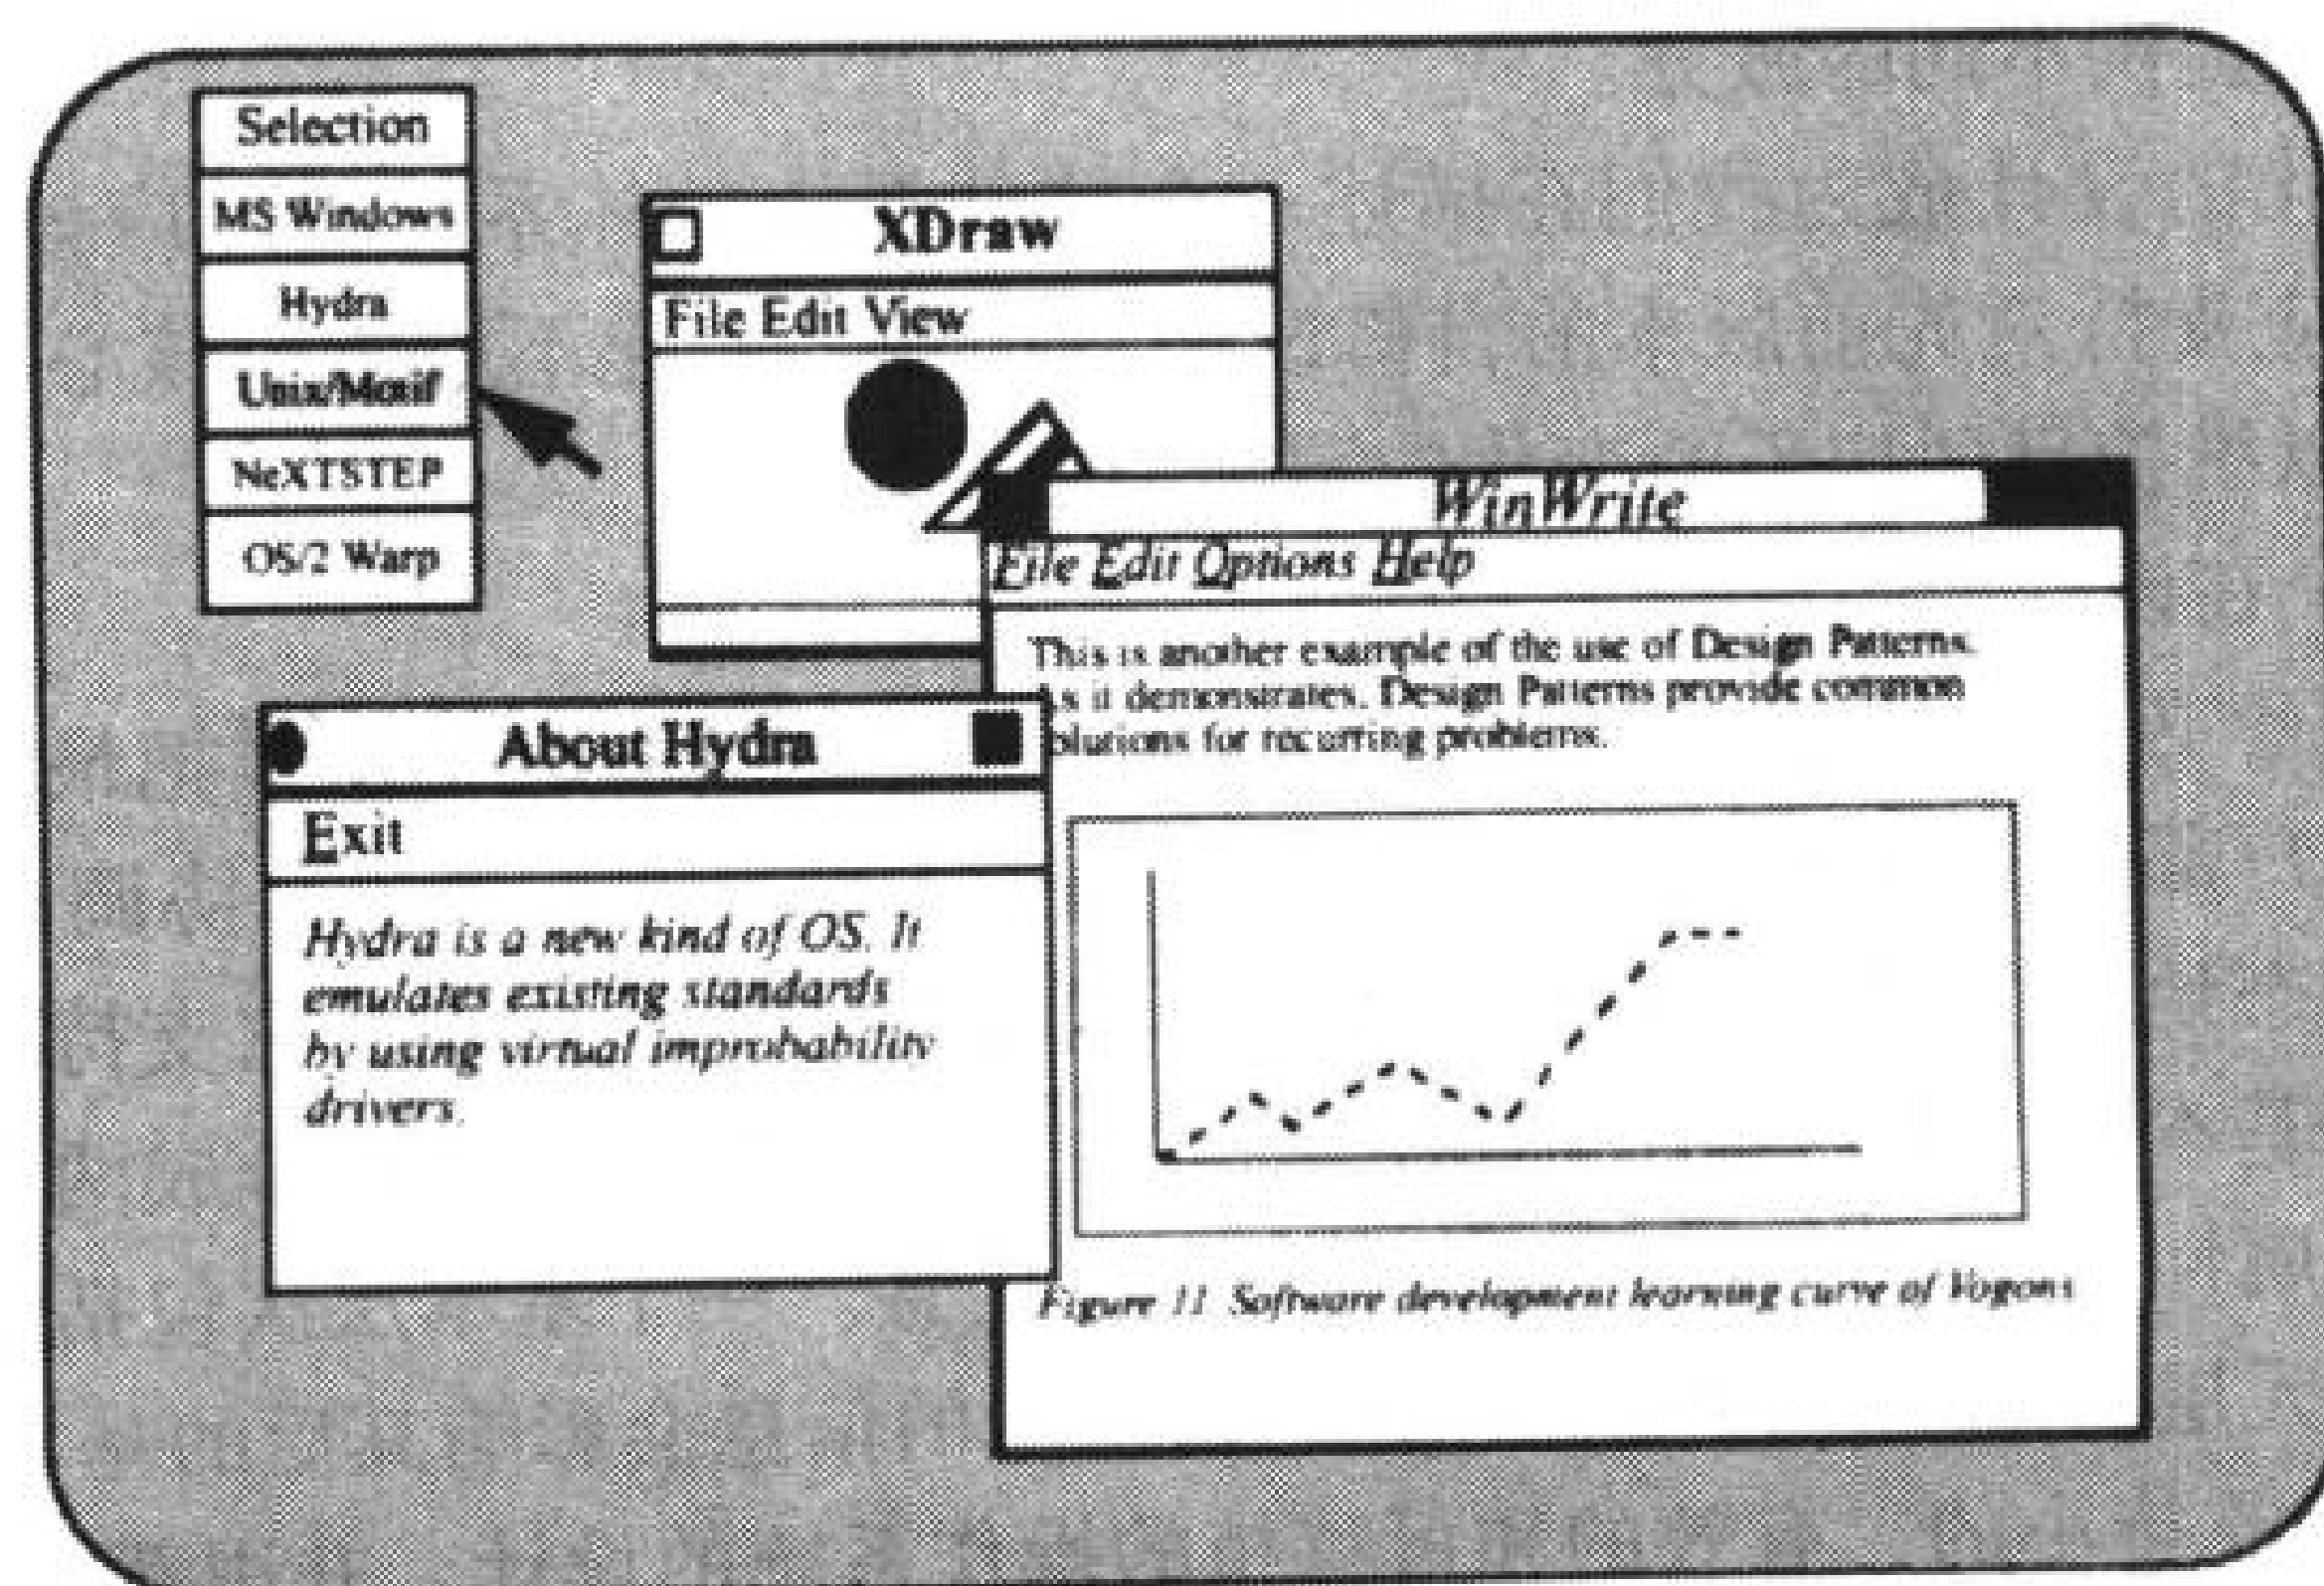 Selection
MS Windows
Hydra
Unix/Motif
NeXTSTEP
OS/2 Warp
XDraw
File Edit View
WinWrite
File Edit Options Help
This is another example of the use of Design Patterns.
As it demonstrates, Design Patterns provide common
olutions for recurring problems.
Figure 11 Software development learning curve of Vogons
About Hydra
Exit
Hydra is a new kind of OS. It
emulates existing standards
by using virtual improbability
drivers.